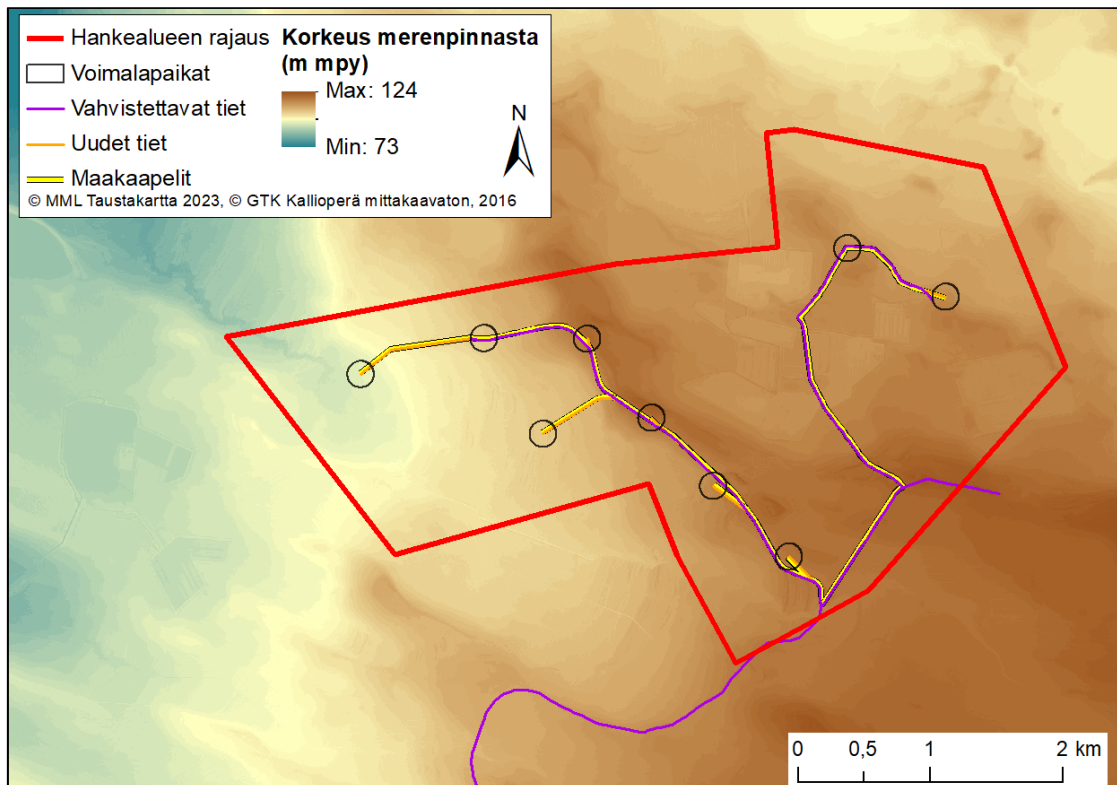 Hankealueen rajaus
Voimalapaikat
Vahvistettavat tiet
Uudet tiet
Maakaapelit
Korkeus merenpinnasta
(m mpy)
Max: 124
Min: 73
N
© MML Taustakartta 2023, © GTK Kallioperä mittakaavaton, 2016
0 0,5 1 2 km